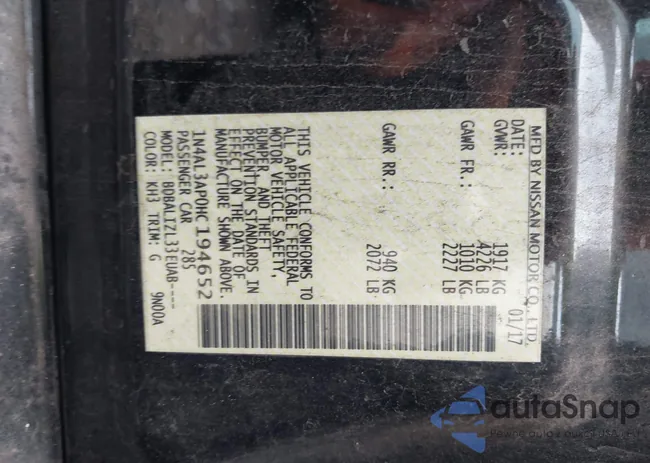 MFD BY NISSAN MOTOR CO., LTD.
DATE: 01/17
GVWR: 1917 KG
4226 LB
GAWR FR.: 1010 KG
2227 LB
GAWR RR.: 940 KG
2072 LB
THIS VEHICLE CONFORMS TO
ALL APPLICABLE FEDERAL
MOTOR VEHICLE SAFETY,
BUMPER, AND THEFT
PREVENTION STANDARDS IN
EFFECT ON THE DATE OF
MANUFACTURE SHOWN ABOVE.
1N4AL3AP0HC194652
PASSENGER CAR 285
MODEL: BDBALIZL33EUAB----
COLOR: KH3 TRIM: G 9N00A
autoSnap